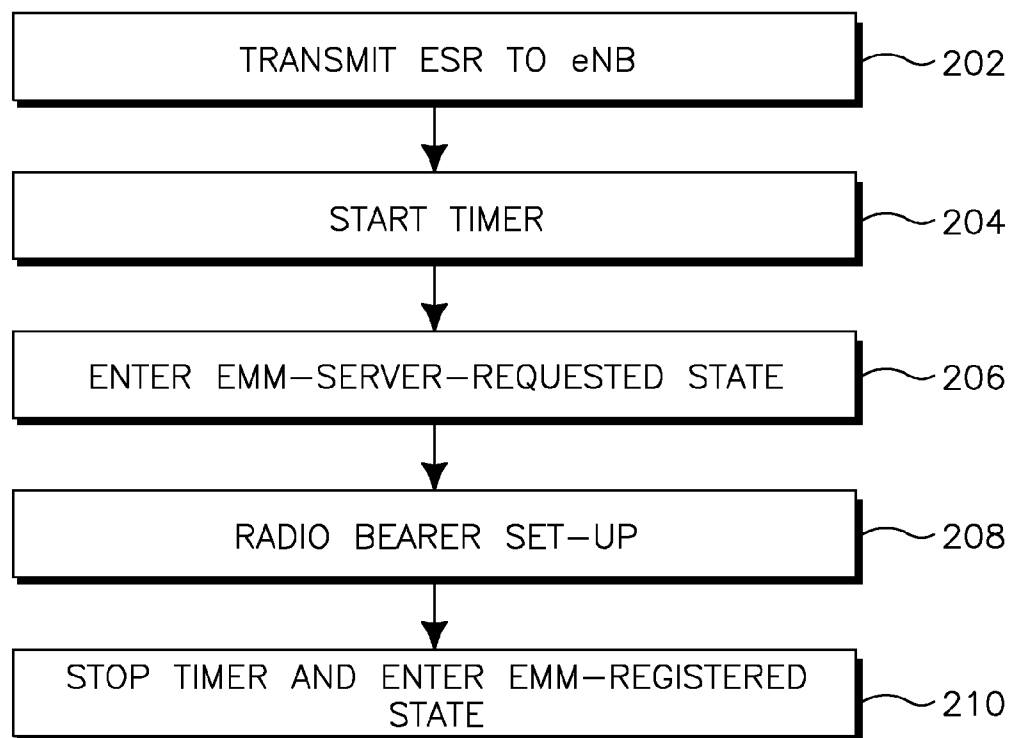 TRANSMIT ESR TO eNB
202
START TIMER
204
ENTER EMM-SERVER-REQUESTED STATE
206
RADIO BEARER SET-UP
208
STOP TIMER AND ENTER EMM-REGISTERED
STATE
210